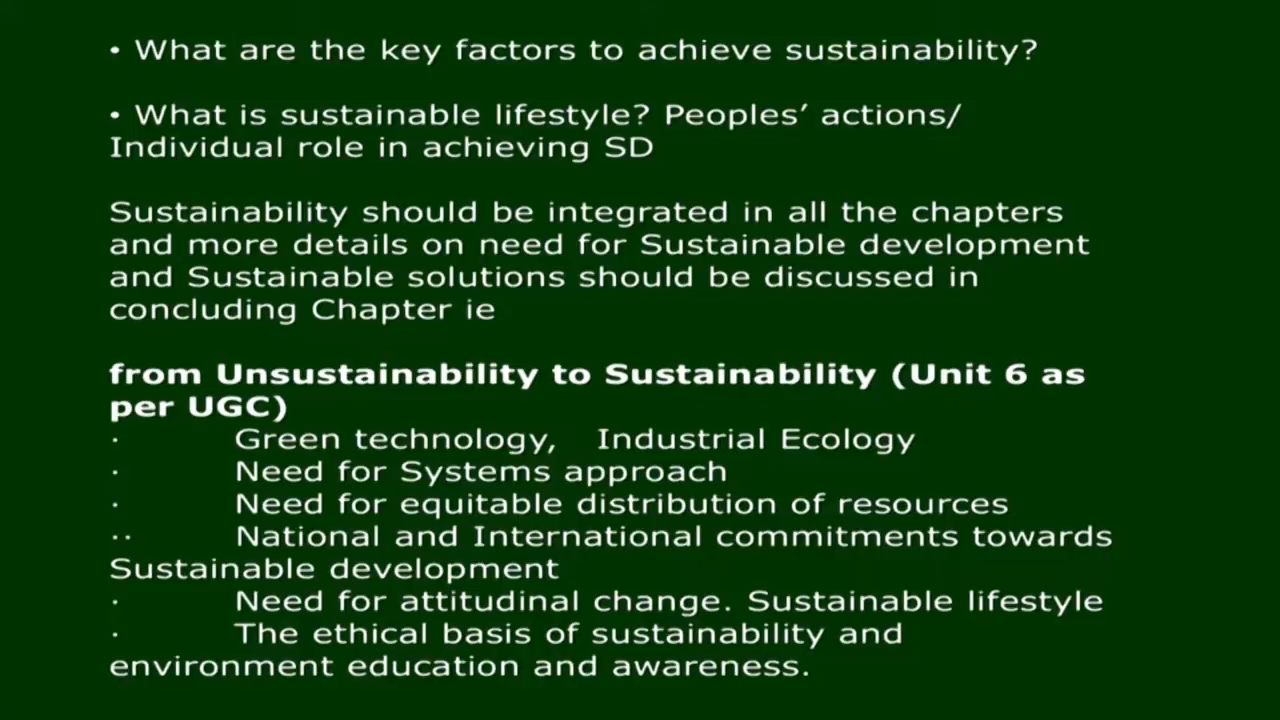 • What are the key factors to achieve sustainability?
• What is sustainable lifestyle? Peoples’ actions/
Individual role in achieving SD
Sustainability should be integrated in all the chapters
and more details on need for Sustainable development
and Sustainable solutions should be discussed in
concluding Chapter ie
from Unsustainability to Sustainability (Unit 6 as
per UGC)
· Green technology, Industrial Ecology
· Need for Systems approach
· Need for equitable distribution of resources
·· National and International commitments towards
Sustainable development
· Need for attitudinal change. Sustainable lifestyle
· The ethical basis of sustainability and
environment education and awareness.